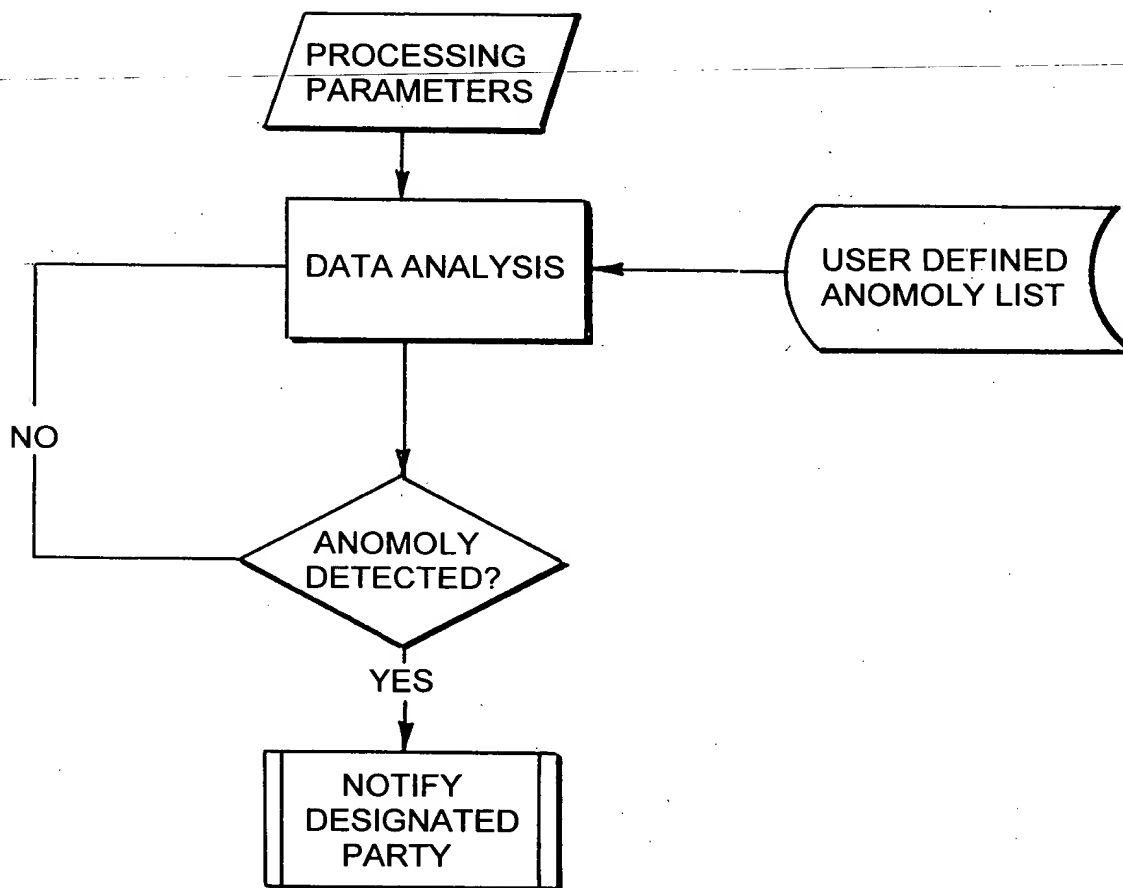 PROCESSING
PARAMETERS
DATA ANALYSIS
USER DEFINED
ANOMOLY LIST
NO
ANOMOLY
DETECTED?
YES
NOTIFY
DESIGNATED
PARTY